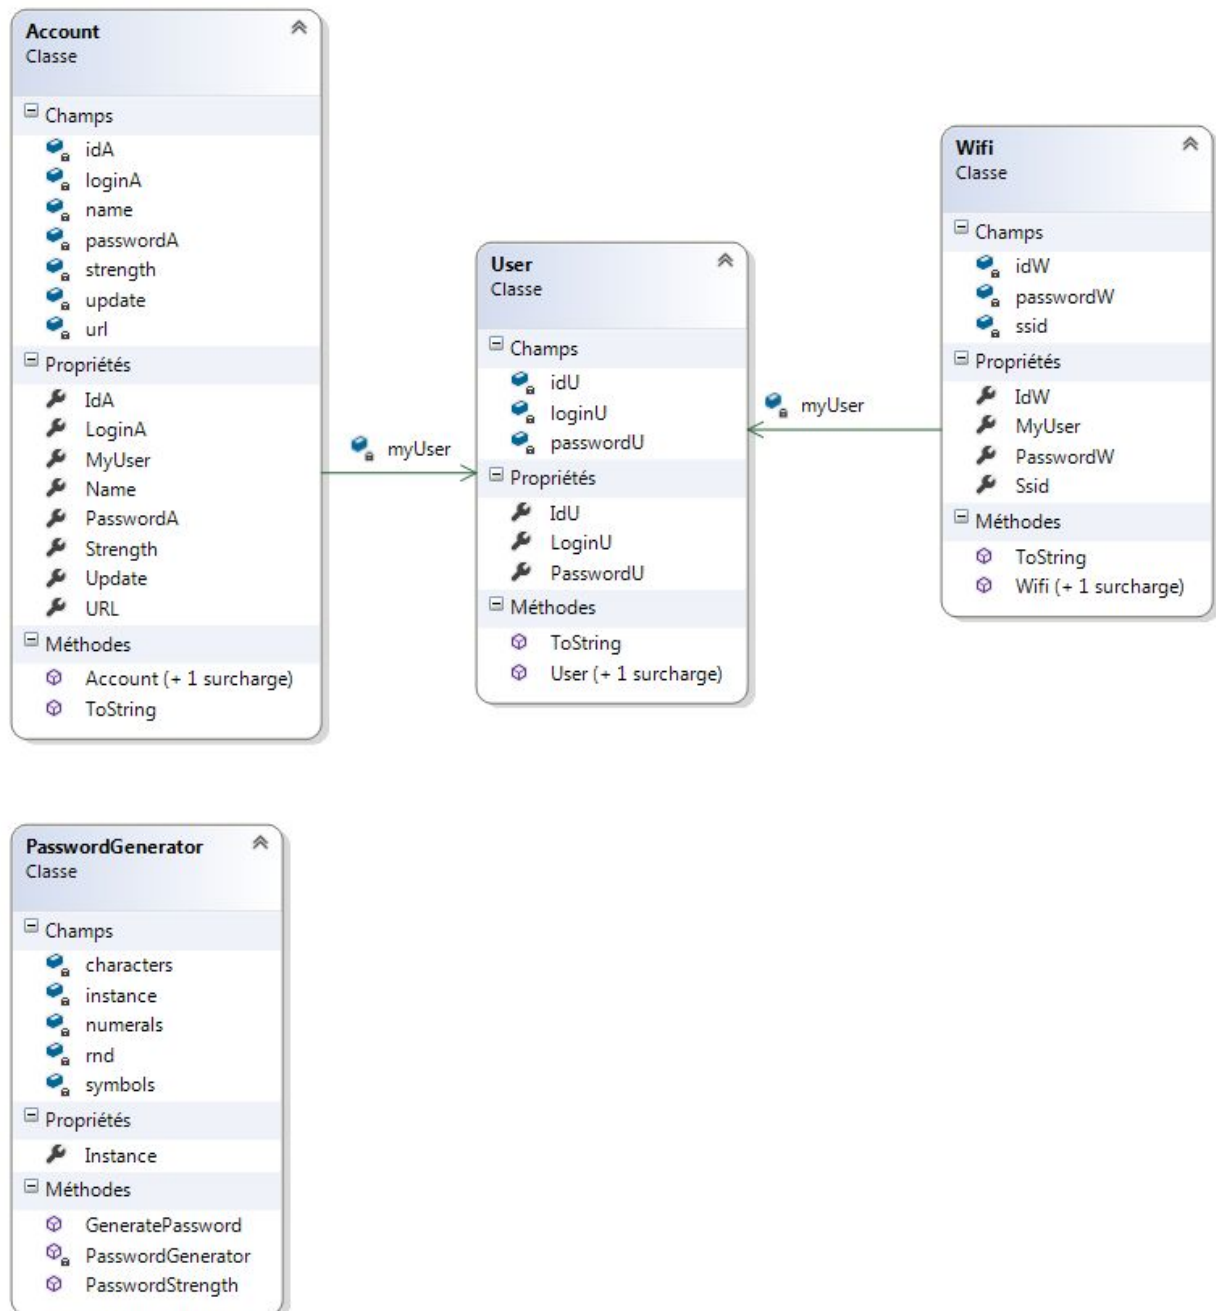 Account
Classe
Champs
idA
loginA
name
passwordA
strength
update
url
Propriétés
IdA
LoginA
MyUser
Name
PasswordA
Strength
Update
URL
Méthodes
Account (+ 1 surcharge)
ToString
myUser
User
Classe
Champs
idU
loginU
passwordU
Propriétés
IdU
LoginU
PasswordU
Méthodes
ToString
User (+ 1 surcharge)
myUser
Wifi
Classe
Champs
idW
passwordW
ssid
Propriétés
IdW
MyUser
PasswordW
Ssid
Méthodes
ToString
Wifi (+ 1 surcharge)
PasswordGenerator
Classe
Champs
characters
instance
numerals
rnd
symbols
Propriétés
Instance
Méthodes
GeneratePassword
PasswordGenerator
PasswordStrength